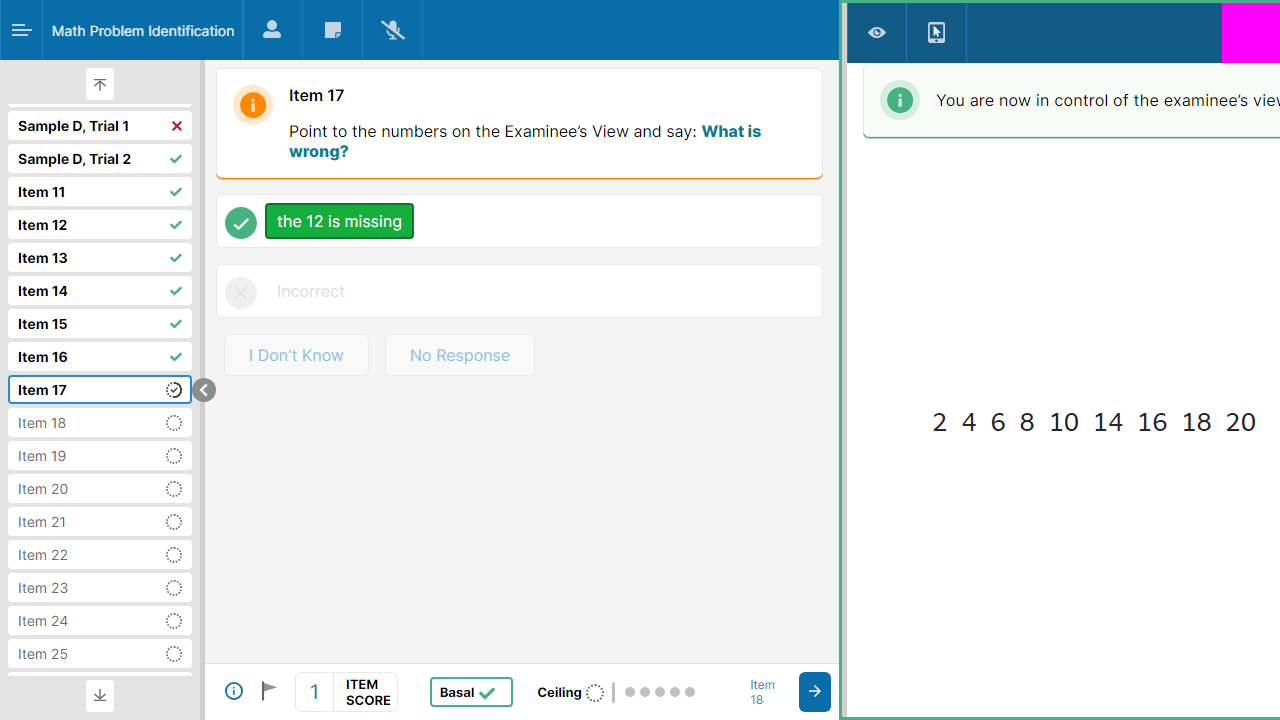 Math Problem Identification
Sample D, Trial 1
Sample D, Trial 2
Item 11
Item 12
Item 13
Item 14
Item 15
Item 16
Item 17
Item 18
Item 19
Item 20
Item 21
Item 22
Item 23
Item 24
Item 25
Item 17
Point to the numbers on the Examinee’s View and say: What is
wrong?
the 12 is missing
Incorrect
I Don’t Know
No Response
1
ITEM
SCORE
Basal
Ceiling
Item
18
You are now in control of the examinee’s view
2 4 6 8 10 14 16 18 20